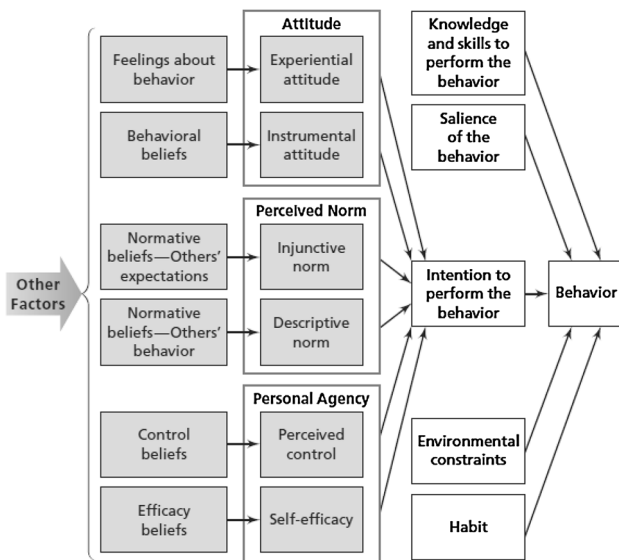 Attitude
Feelings about
behavior
Experiential
attitude
Behavioral
beliefs
Instrumental
attitude
Knowledge
and skills to
perform the
behavior
Salience
of the
behavior
Other
Factors
Perceived Norm
Normative
beliefs—Others’
expectations
Injunctive
norm
Normative
beliefs—Others’
behavior
Descriptive
norm
Intention to
perform the
behavior
Behavior
Personal Agency
Control
beliefs
Perceived
control
Efficacy
beliefs
Self-efficacy
Environmental
constraints
Habit